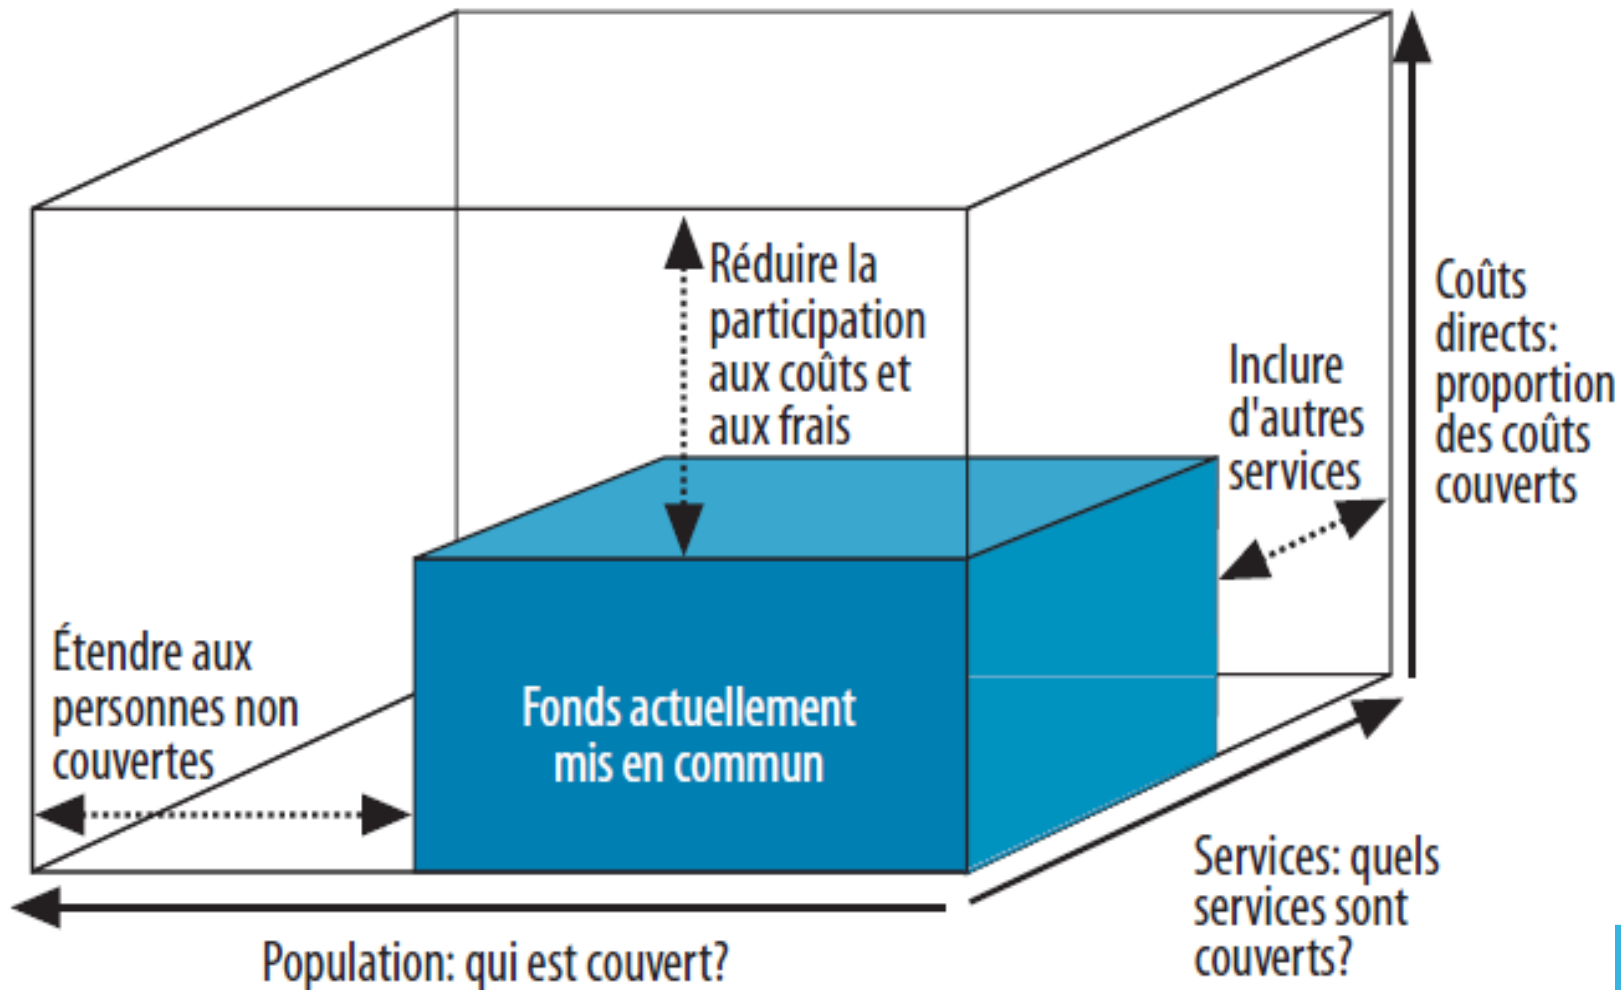 Réduire la
participation
aux coûts et
aux frais
Coûts
directs:
proportion
des coûts
couverts
Inclure
d'autres
services
Étendre aux
personnes non
couvertes
Fonds actuellement
mis en commun
Services: quels
services sont
couverts?
Population: qui est couvert?